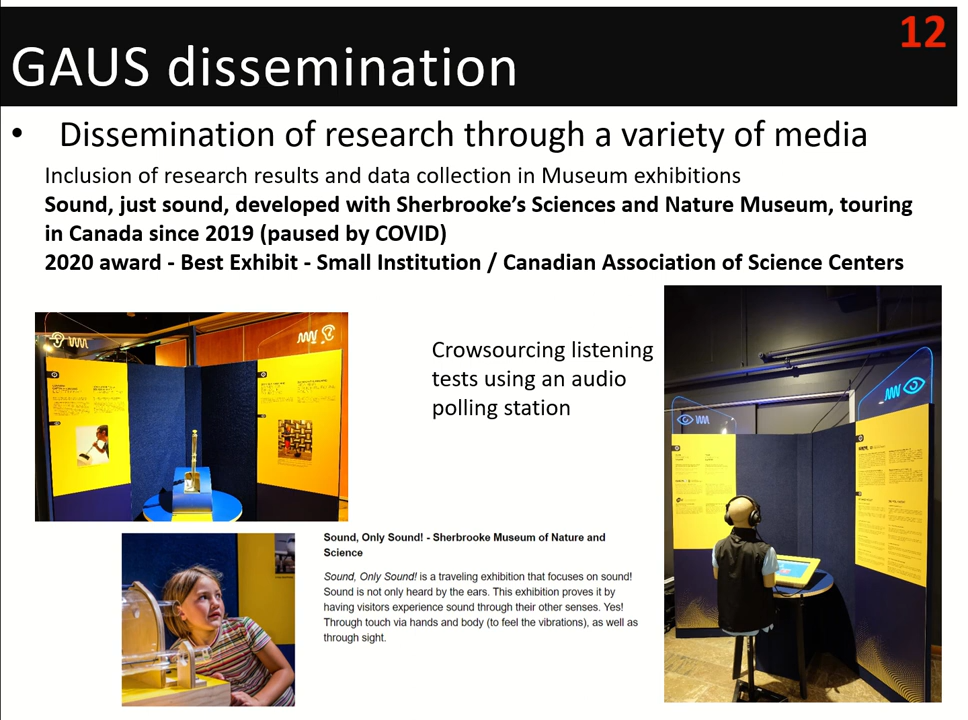 12
GAUS dissemination
• Dissemination of research through a variety of media
Inclusion of research results and data collection in Museum exhibitions
Sound, just sound, developed with Sherbrooke’s Sciences and Nature Museum, touring
in Canada since 2019 (paused by COVID)
2020 award - Best Exhibit - Small Institution / Canadian Association of Science Centers
Crowsourcing listening
tests using an audio
polling station
Sound, Only Sound! - Sherbrooke Museum of Nature and
Science
Sound, Only Sound! is a traveling exhibition that focuses on sound!
Sound is not only heard by the ears. This exhibition proves it by
having visitors experience sound through their other senses. Yes!
Through touch via hands and body (to feel the vibrations), as well as
through sight.